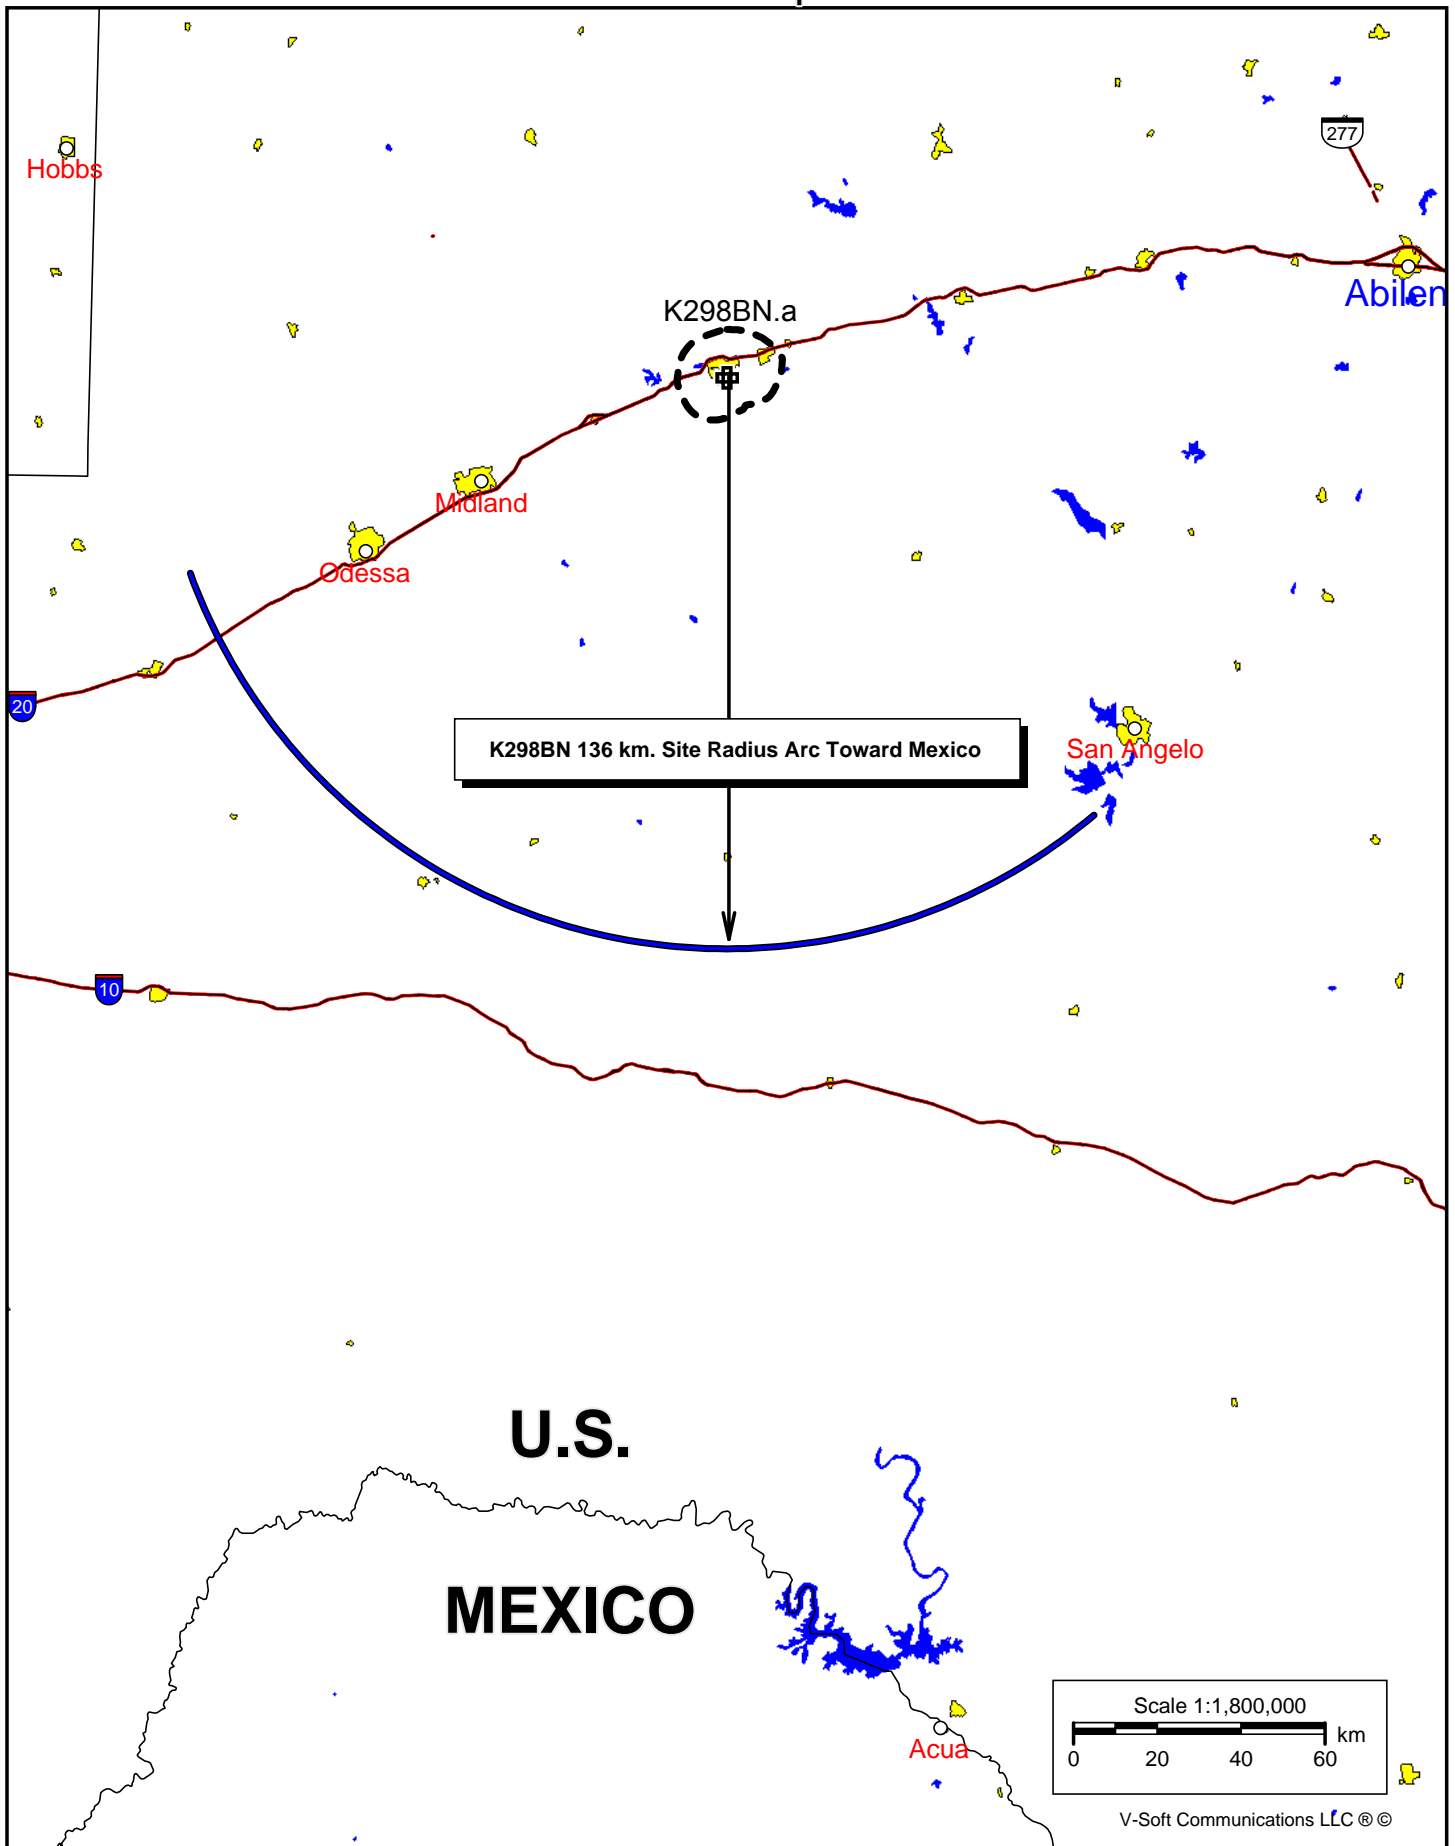 277
Hobbs
Abilen
K298BN.a
Midland
Odessa
20
K298BN 136 km. Site Radius Arc Toward Mexico
San Angelo
10
U.S.
MEXICO
Scale 1:1,800,000
km
0 20 40 60
Acua
V-Soft Communications LLC ® ©